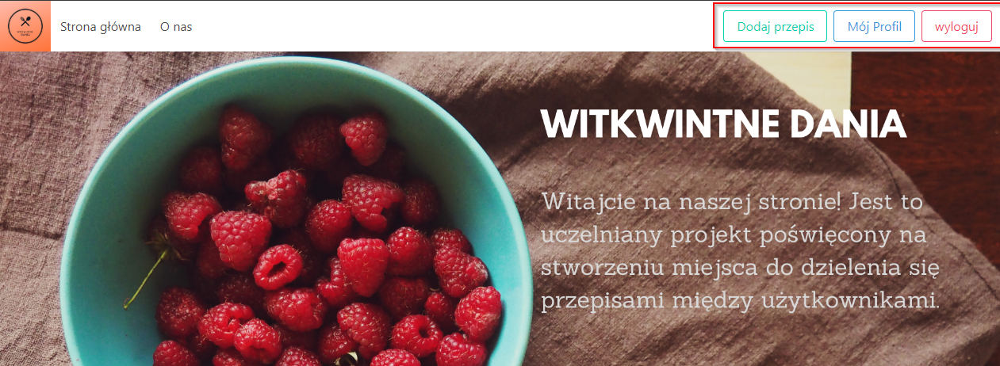 Strona główna
O nas
Dodaj przepis
Mój Profil
wyloguj
WITKWINTNE DANIA
Witajcie na naszej stronie! Jest to
uczelniany projekt poświęcony na
stworzeniu miejsca do dzielenia się
przepisami między użytkownikami.